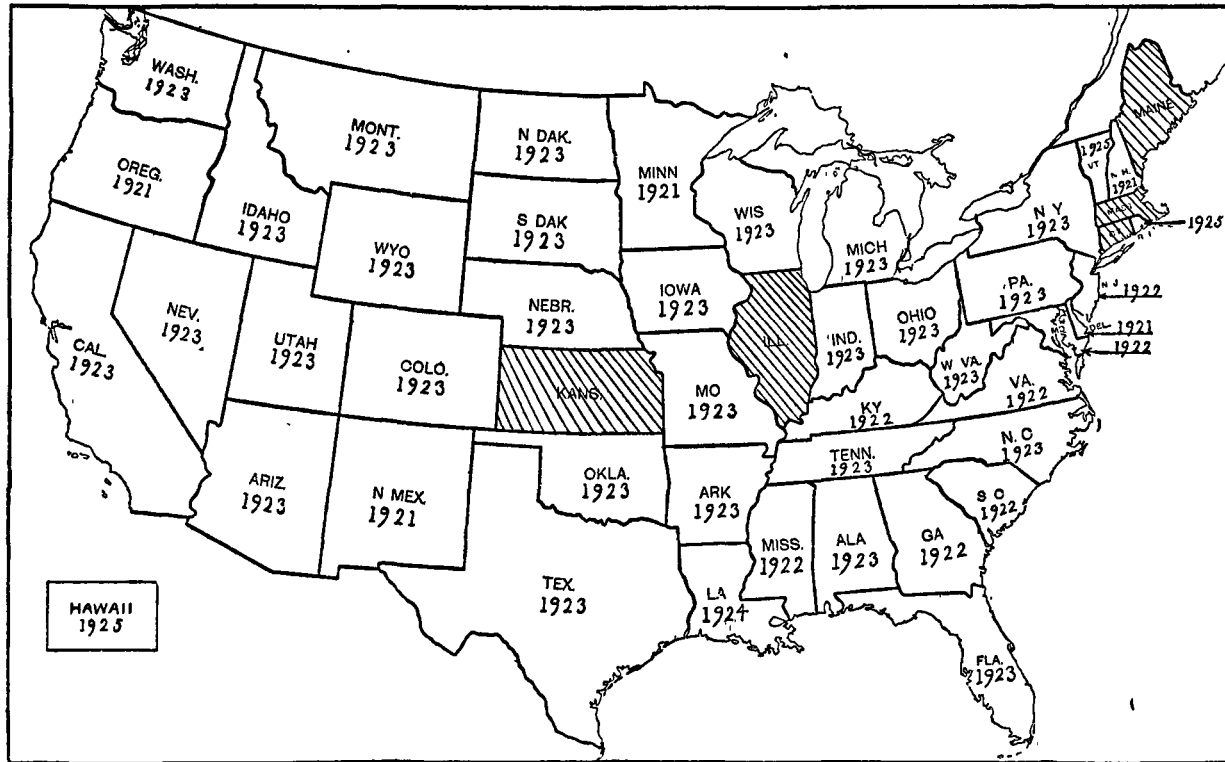 WASH.
1923
MONT.
1923
N DAK.
1923
MINN
1921
OREG.
1921
IDAHO
1923
WYO
1923
S DAK
1923
WIS
1923
MICH
1923
N Y
1923
1925
VT
N. H.
1921
MAINE
MASS
1925
R. I.
NEV.
1923
UTAH
1923
COLO.
1923
NEBR.
1923
IOWA
1923
ILL.
IND.
1923
OHIO
1923
PA.
1923
N J
1922
DEL
1921
1922
CAL.
1923
KANS.
MO
1923
KY
1922
W VA.
1923
VA.
1922
ARIZ.
1923
N MEX.
1921
OKLA.
1923
ARK
1923
TENN.
1923
N. C
1923
S C
1922
TEX.
1923
LA
1924
MISS.
1922
ALA
1923
GA
1922
FLA.
1923
HAWAII
1925